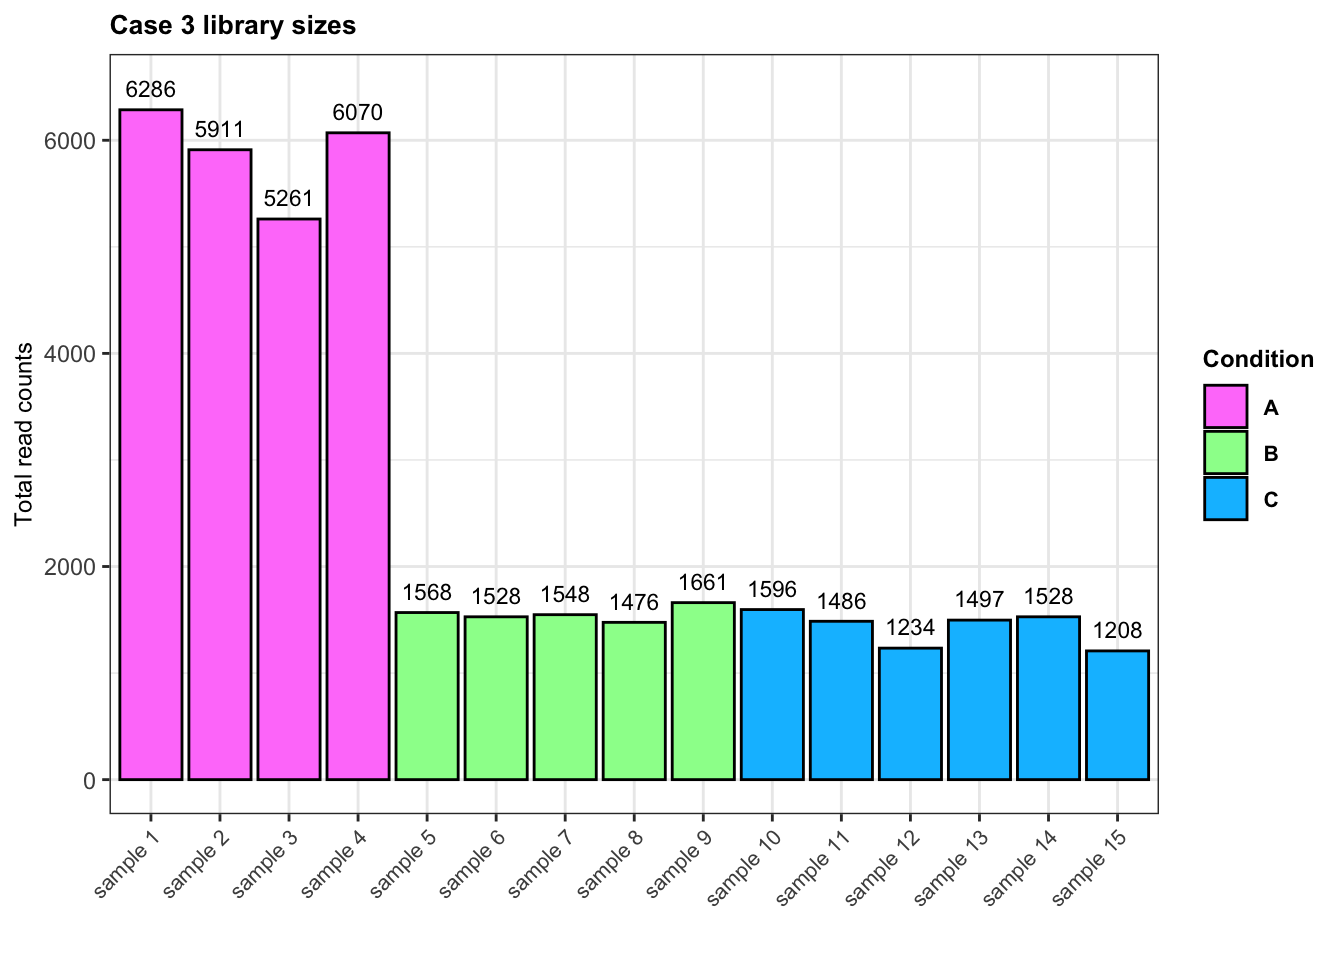 Case 3 library sizes
Total read counts
6000
4000
2000
0
6286
5911
5261
6070
1568
1528
1548
1476
1661
1596
1486
1234
1497
1528
1208
sample 1
sample 2
sample 3
sample 4
sample 5
sample 6
sample 7
sample 8
sample 9
sample 10
sample 11
sample 12
sample 13
sample 14
sample 15
Condition
A
B
C